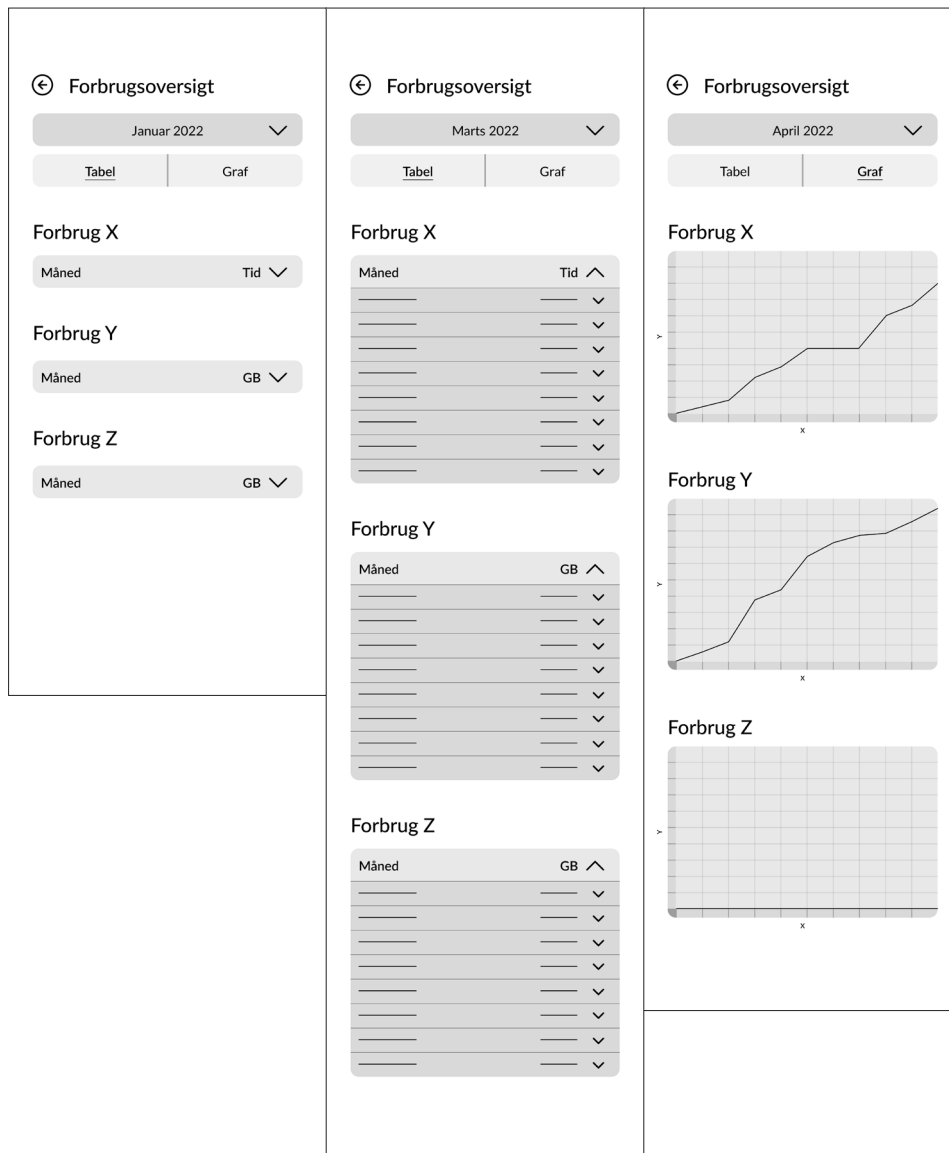 Forbrugsoversigt
Januar 2022
Tabel Graf
Forbrug X
Måned Tid
Forbrug Y
Måned GB
Forbrug Z
Måned GB
Forbrugsoversigt
Marts 2022
Tabel Graf
Forbrug X
Måned Tid
Forbrug Y
Måned GB
Forbrug Z
Måned GB
Forbrugsoversigt
April 2022
Tabel Graf
Forbrug X
Y
X
Forbrug Y
Y
X
Forbrug Z
Y
X